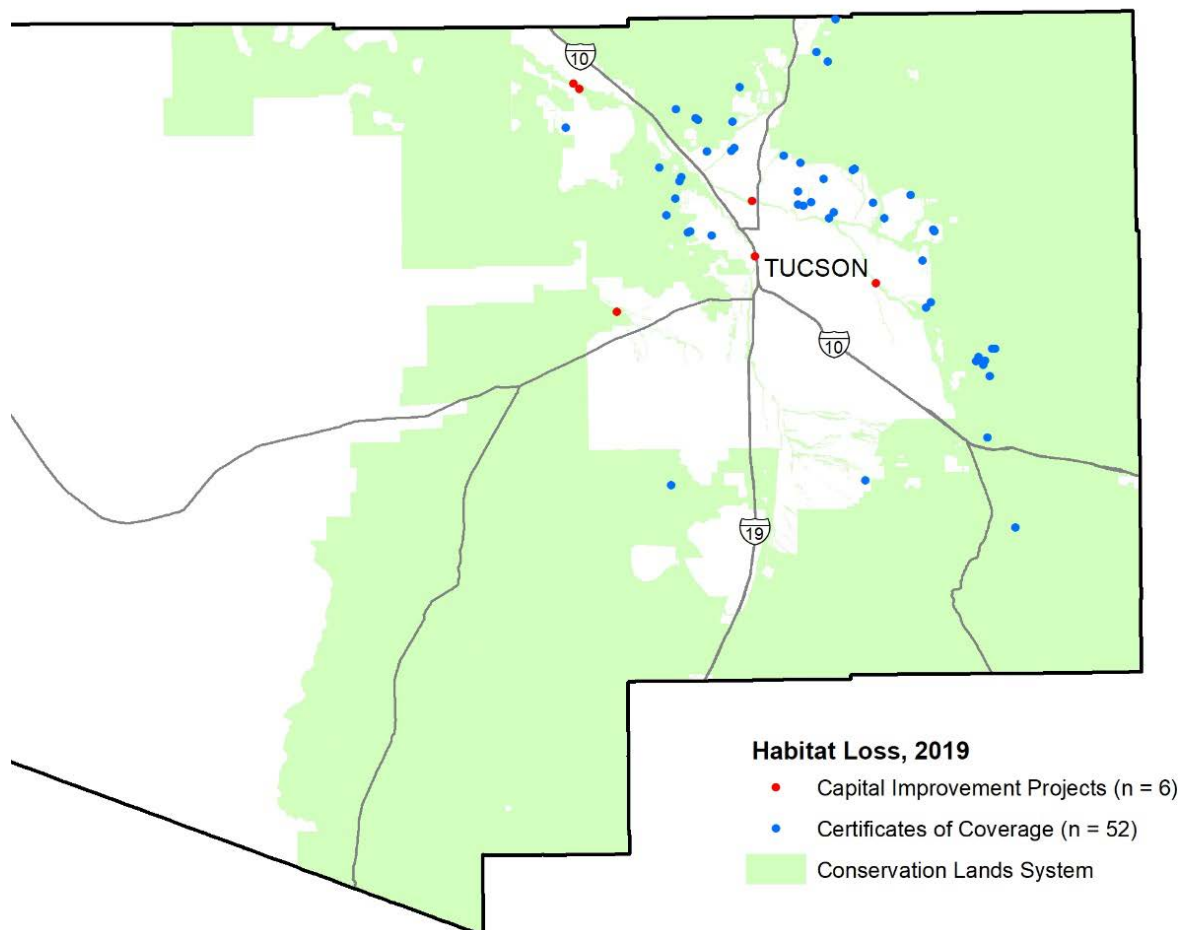 10
TUCSON
10
19
Habitat Loss, 2019
Capital Improvement Projects (n = 6)
Certificates of Coverage (n = 52)
Conservation Lands System